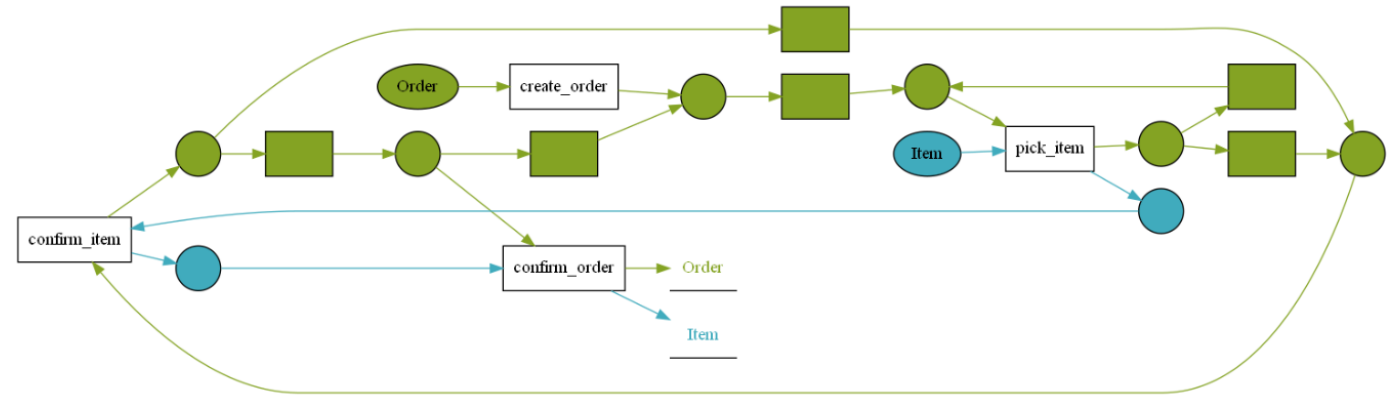 Order
create_order
Item
pick_item
confirm_item
confirm_order
Order
Item